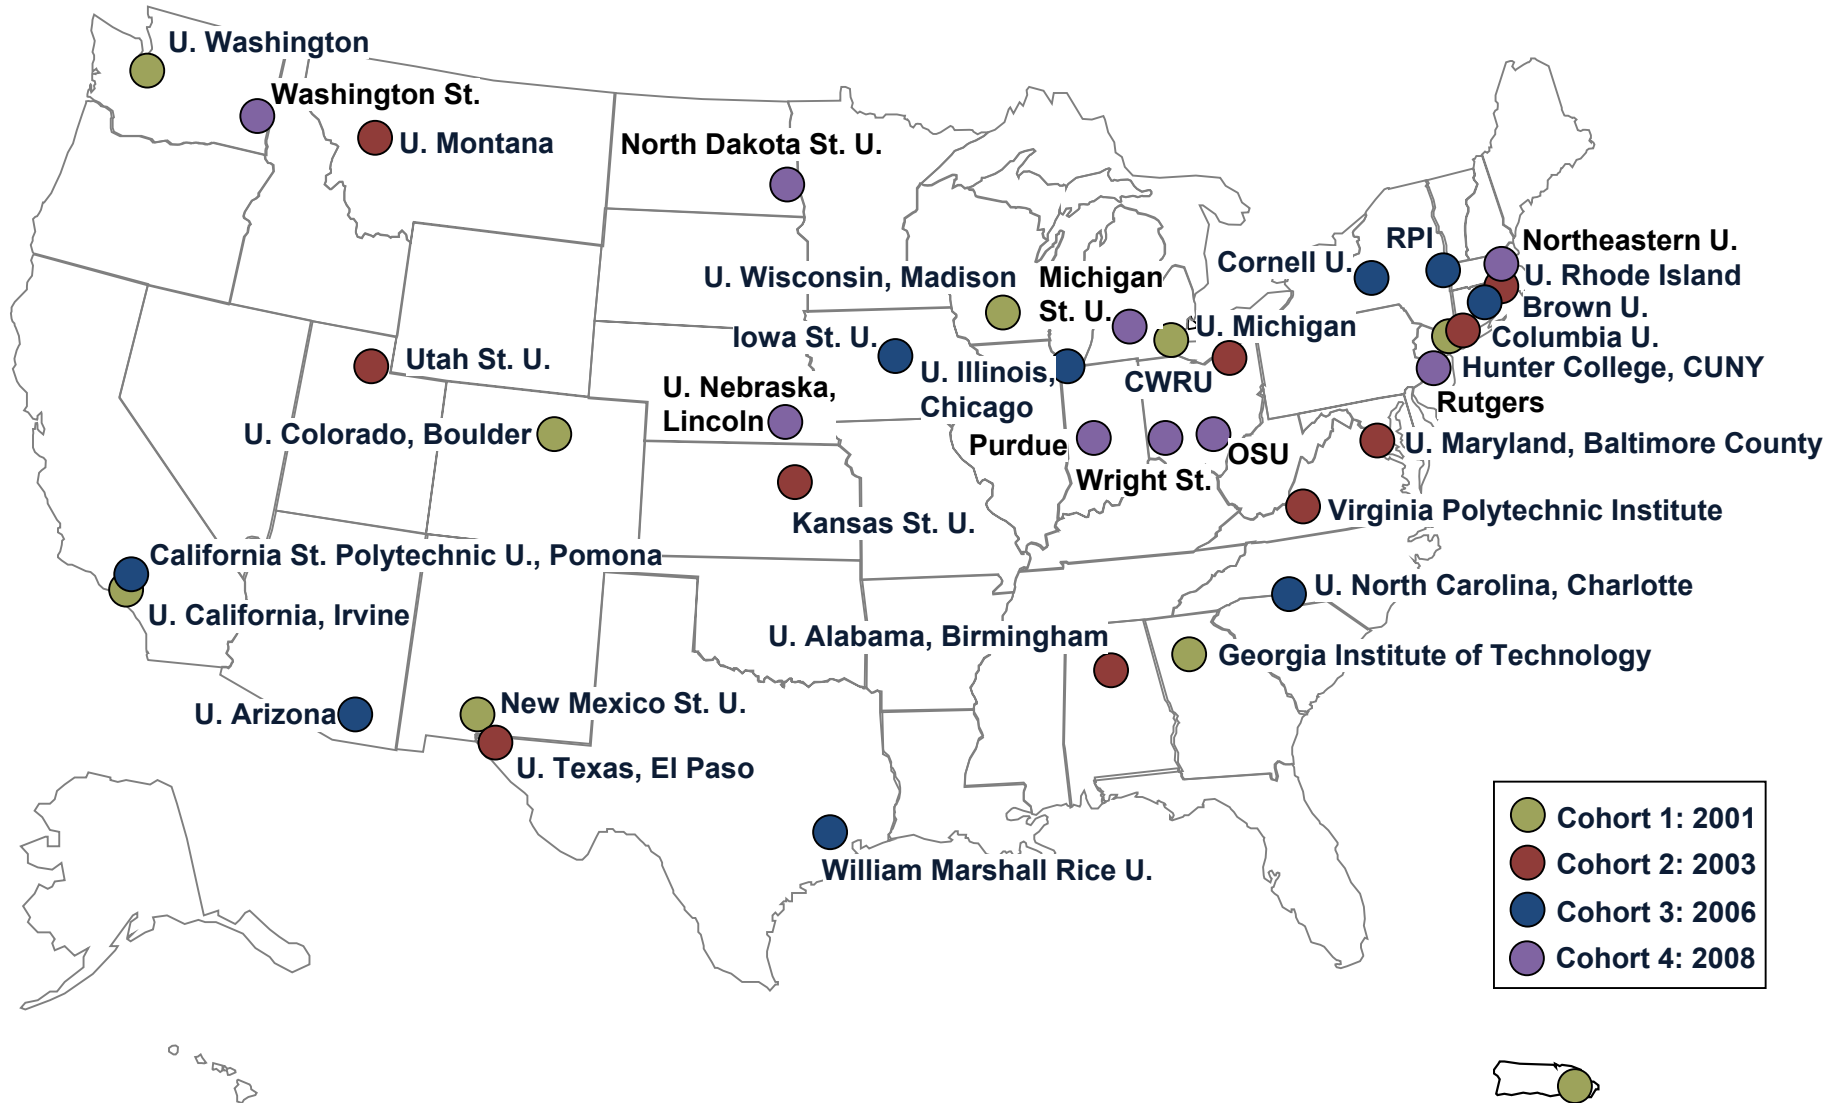 U. Washington
Washington St.
U. Montana
North Dakota St. U.
RPI
Northeastern U.
Cornell U.
U. Rhode Island
U. Wisconsin, Madison
Michigan
St. U.
Brown U.
U. Michigan
Iowa St. U.
Columbia U.
Utah St. U.
U. Illinois,
Chicago
CWRU
Hunter College, CUNY
U. Nebraska,
Lincoln
Rutgers
U. Colorado, Boulder
Purdue
OSU
U. Maryland, Baltimore County
Wright St.
Virginia Polytechnic Institute
Kansas St. U.
California St. Polytechnic U., Pomona
U. North Carolina, Charlotte
U. California, Irvine
U. Alabama, Birmingham
Georgia Institute of Technology
U. Arizona
New Mexico St. U.
U. Texas, El Paso
William Marshall Rice U.
Cohort 1: 2001
Cohort 2: 2003
Cohort 3: 2006
Cohort 4: 2008